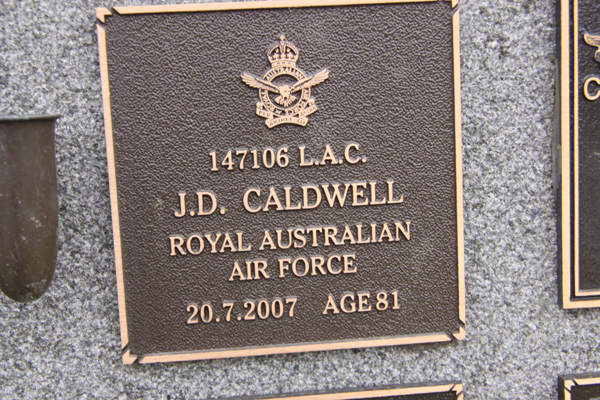 147106 L.A.C.
J.D. CALDWELL
ROYAL AUSTRALIAN
AIR FORCE
20.7.2007 AGE 81
C